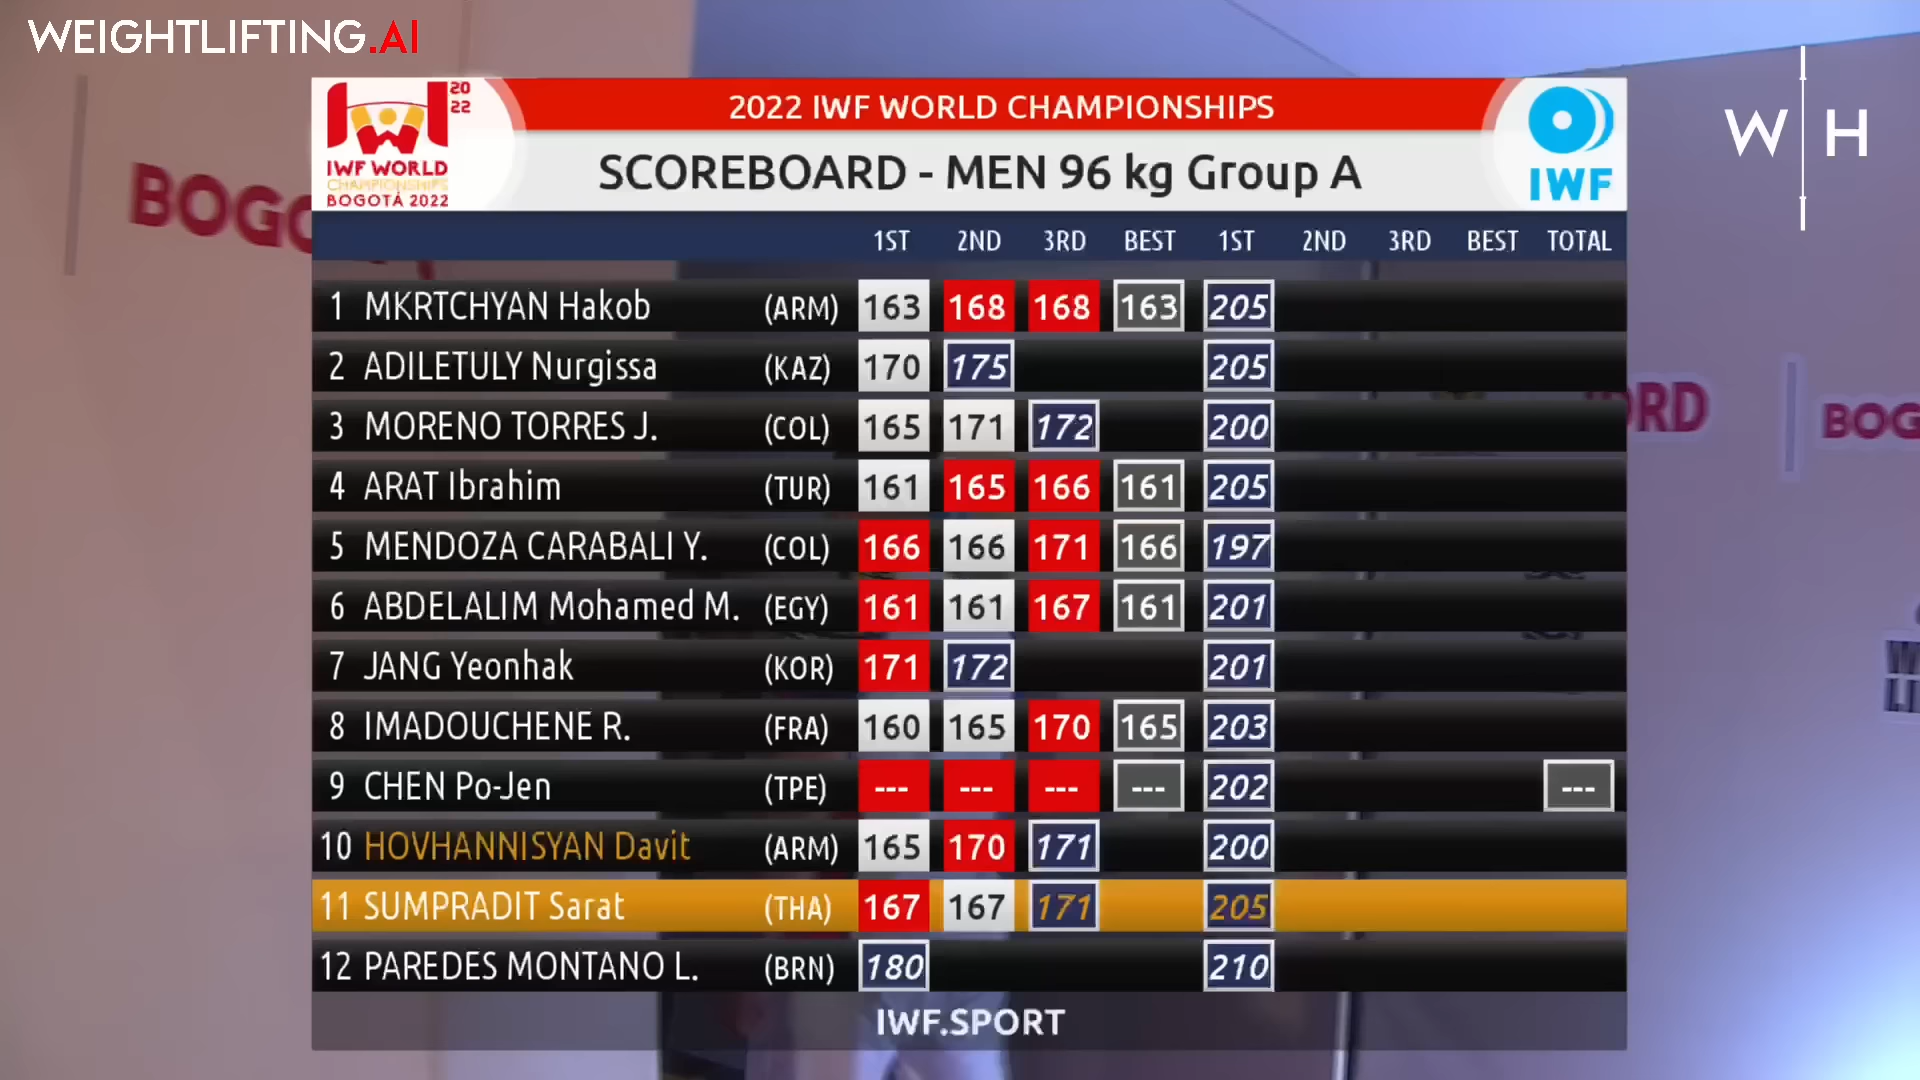 WEIGHTLIFTING.AI
2022 IWF WORLD CHAMPIONSHIPS
SCOREBOARD - MEN 96 kg Group A
20
22
IWF WORLD
CHAMPIONSHIPS
BOGOTÁ 2022
IWF
W H
BOGO
ORD
BOG
1ST 2ND 3RD BEST 1ST 2ND 3RD BEST TOTAL
1 MKRTCHYAN Hakob (ARM) 163 168 168 163 205
2 ADILETULY Nurgissa (KAZ) 170 175 205
3 MORENO TORRES J. (COL) 165 171 172 200
4 ARAT Ibrahim (TUR) 161 165 166 161 205
5 MENDOZA CARABALI Y. (COL) 166 166 171 166 197
6 ABDELALIM Mohamed M. (EGY) 161 161 167 161 201
7 JANG Yeonhak (KOR) 171 172 201
8 IMADOUCHENE R. (FRA) 160 165 170 165 203
9 CHEN Po-Jen (TPE) --- --- --- --- 202 ---
10 HOVHANNISYAN Davit (ARM) 165 170 171 200
11 SUMPRADIT Sarat (THA) 167 167 171 205
12 PAREDES MONTANO L. (BRN) 180 210
IWF.SPORT